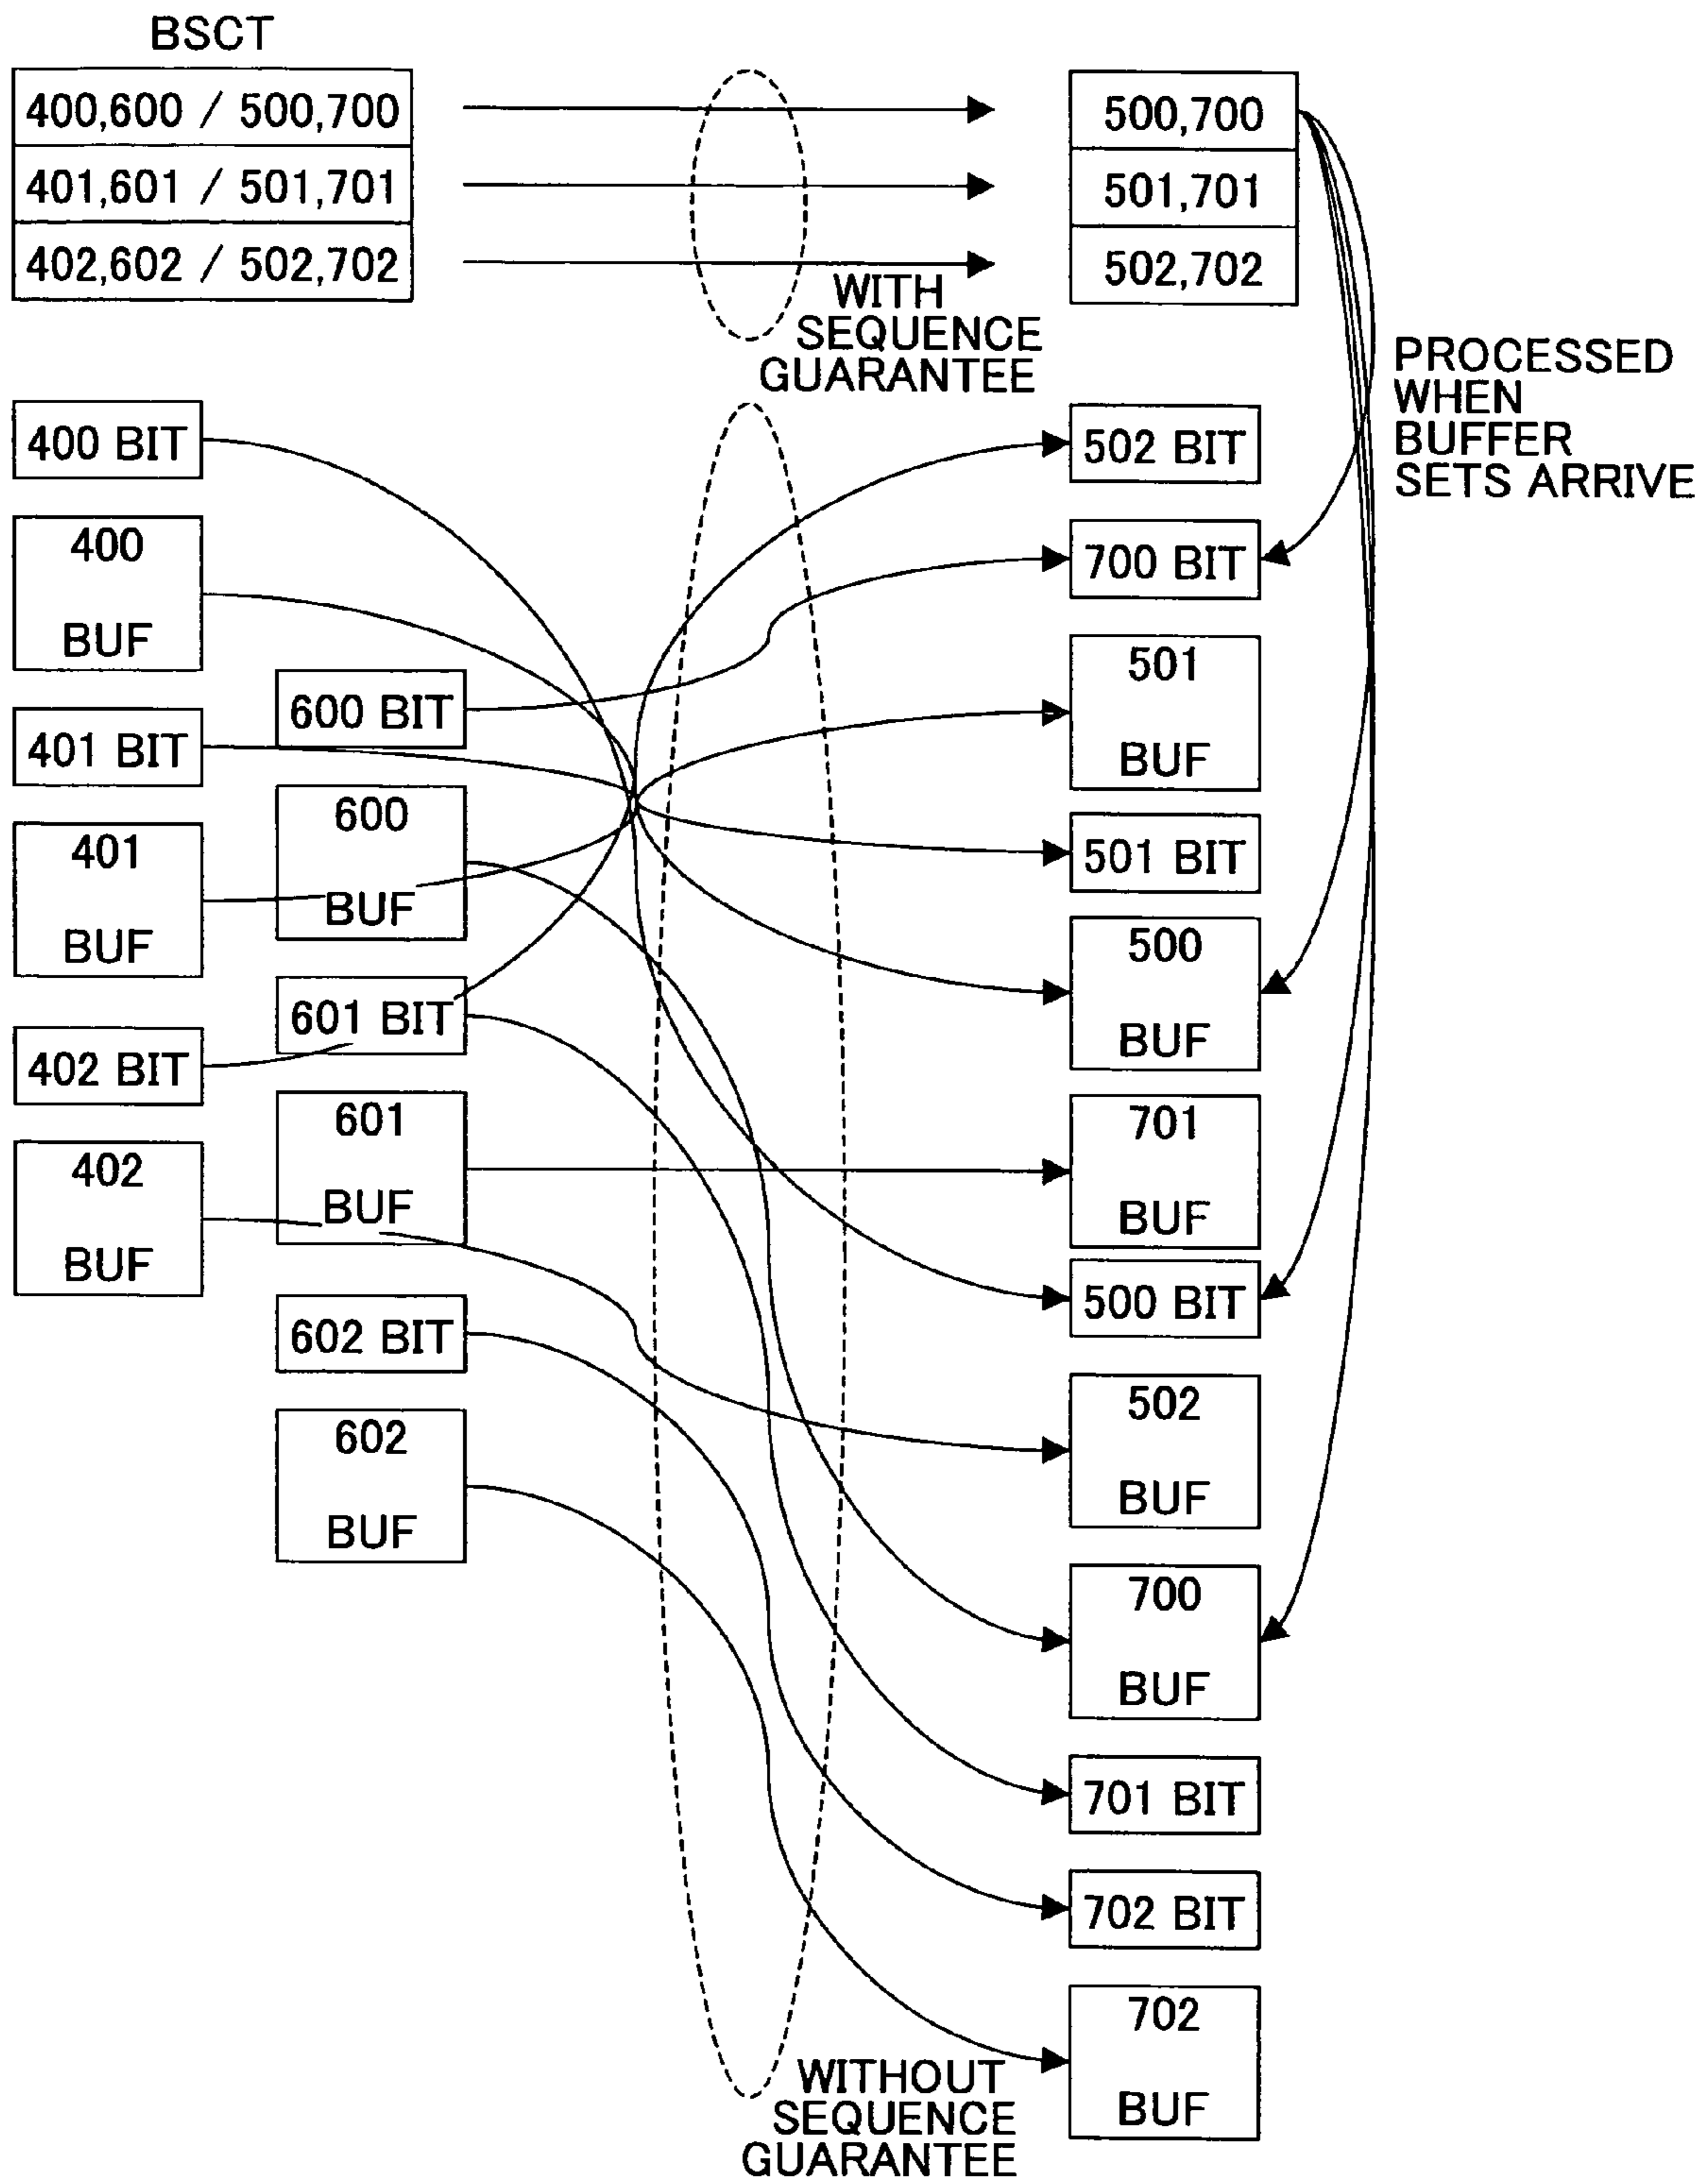 BSCT
400,600 / 500,700
401,601 / 501,701
402,602 / 502,702
500,700
501,701
502,702
WITH
SEQUENCE
GUARANTEE
PROCESSED
WHEN
BUFFER
SETS ARRIVE
400 BIT
400
BUF
401 BIT
401
BUF
402 BIT
402
BUF
600 BIT
600
BUF
601 BIT
601
BUF
602 BIT
602
BUF
502 BIT
700 BIT
501
BUF
501 BIT
500
BUF
701
BUF
500 BIT
502
BUF
700
BUF
701 BIT
702 BIT
702
BUF
WITHOUT
SEQUENCE
GUARANTEE